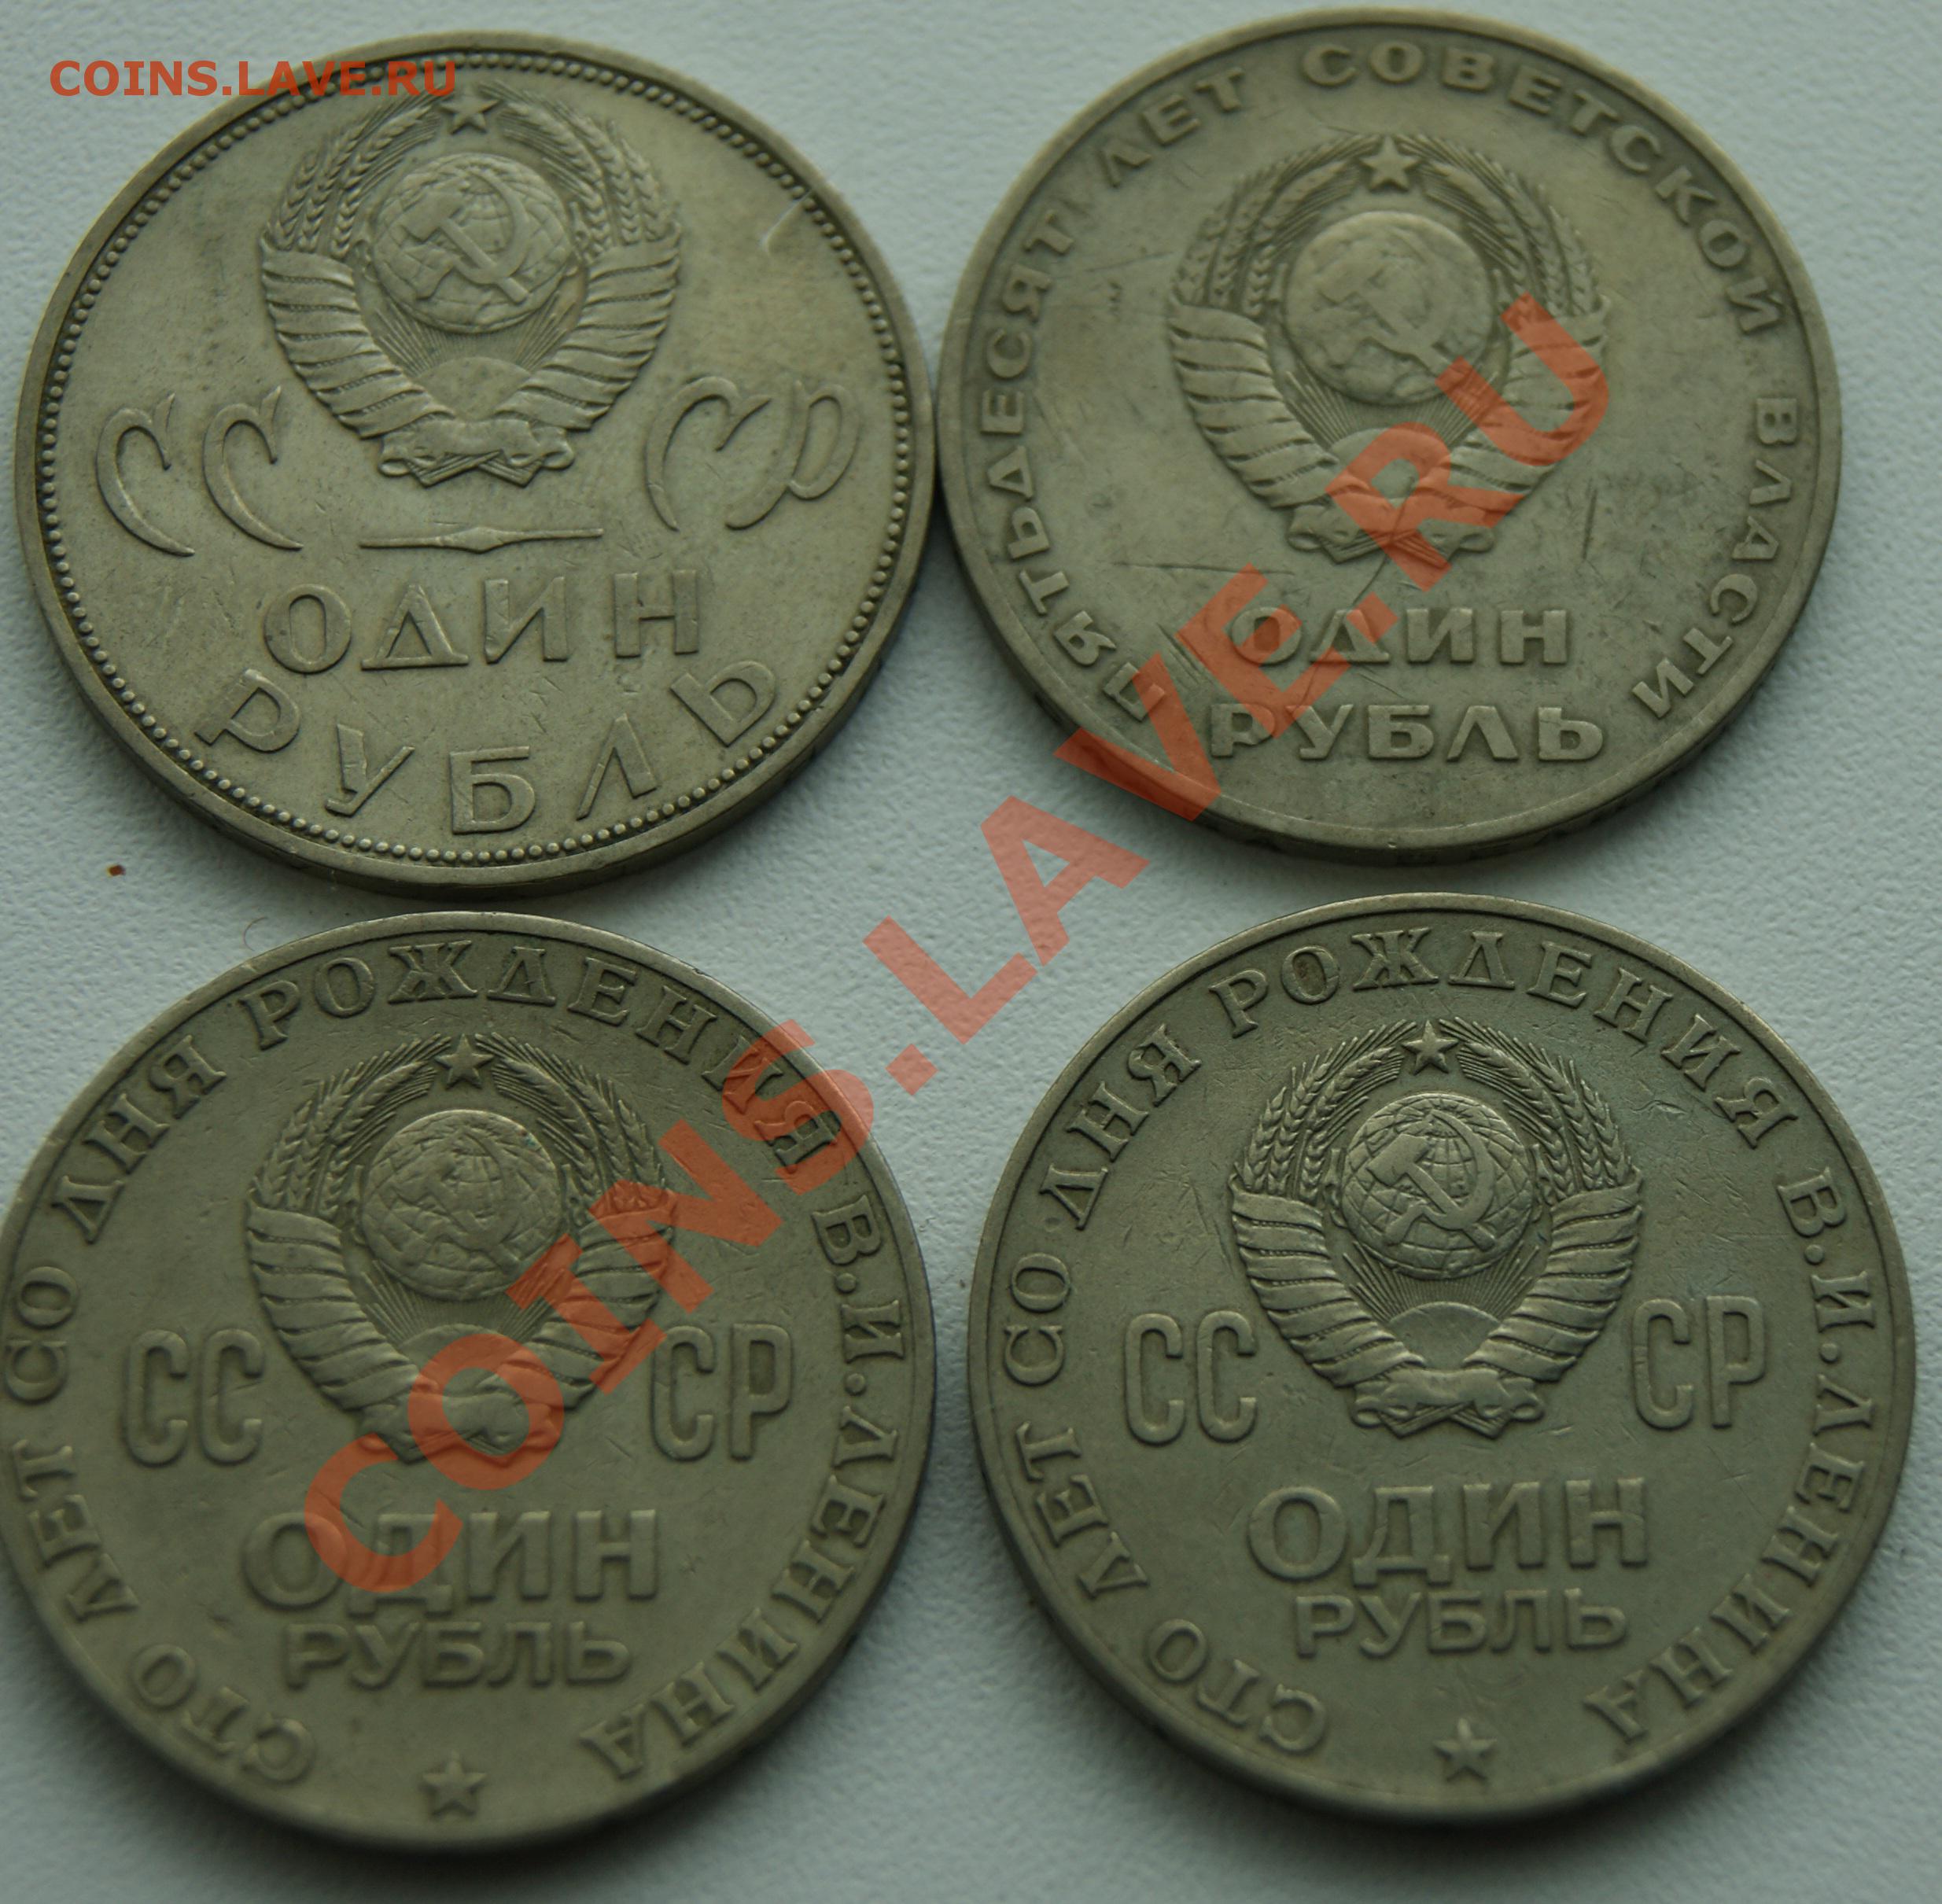 COINS.LAVE.RU
СССР
ОДИН
РУБЛЬ
ПЯТЬДЕСЯТ ЛЕТ СОВЕТСКОЙ ВЛАСТИ
ОДИН
РУБЛЬ
COINS.LAVE.RU
СТО ЛЕТ СО ДНЯ РОЖДЕНИЯ В.И.ЛЕНИНА
СС СР
ОДИН
РУБЛЬ
СТО ЛЕТ СО ДНЯ РОЖДЕНИЯ В.И.ЛЕНИНА
СС СР
ОДИН
РУБЛЬ